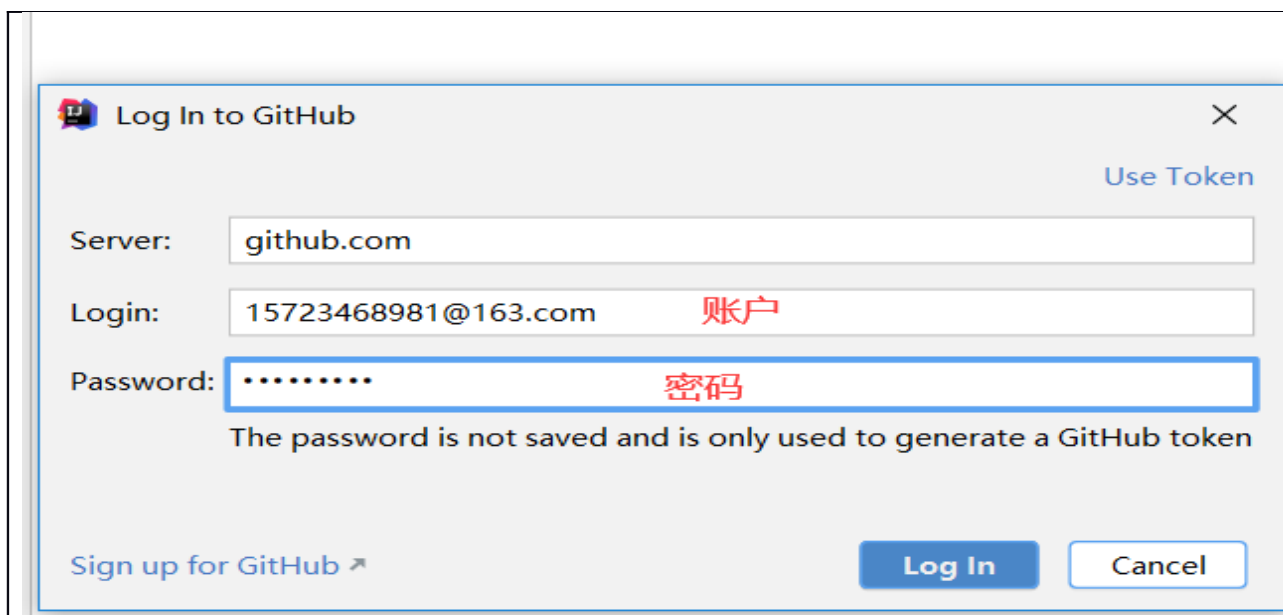 Log In to GitHub
Use Token
Server: github.com
Login: 15723468981@163.com 账户
Password: ••••••••• 密码
The password is not saved and is only used to generate a GitHub token
Sign up for GitHub ↗ Log In Cancel